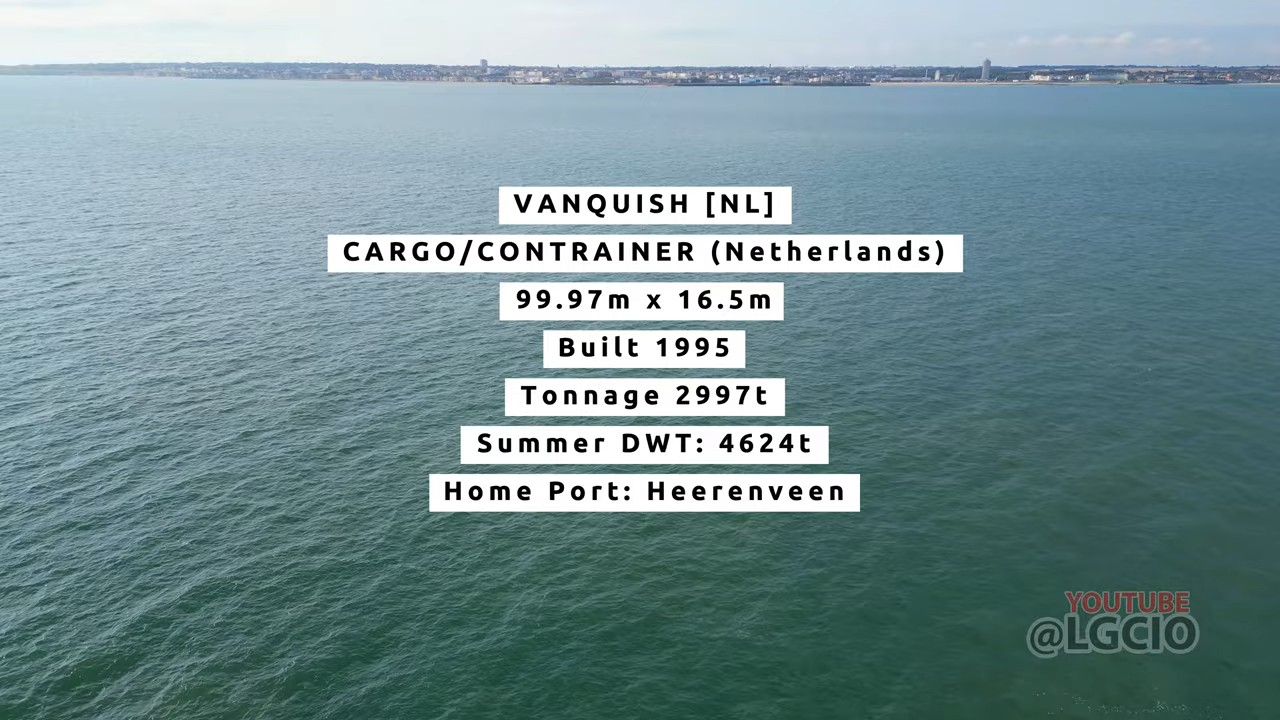 VANQUISH [NL]
CARGO/CONTRAINER (Netherlands)
99.97m x 16.5m
Built 1995
Tonnage 2997t
Summer DWT: 4624t
Home Port: Heerenveen
YOUTUBE
@LGCIO